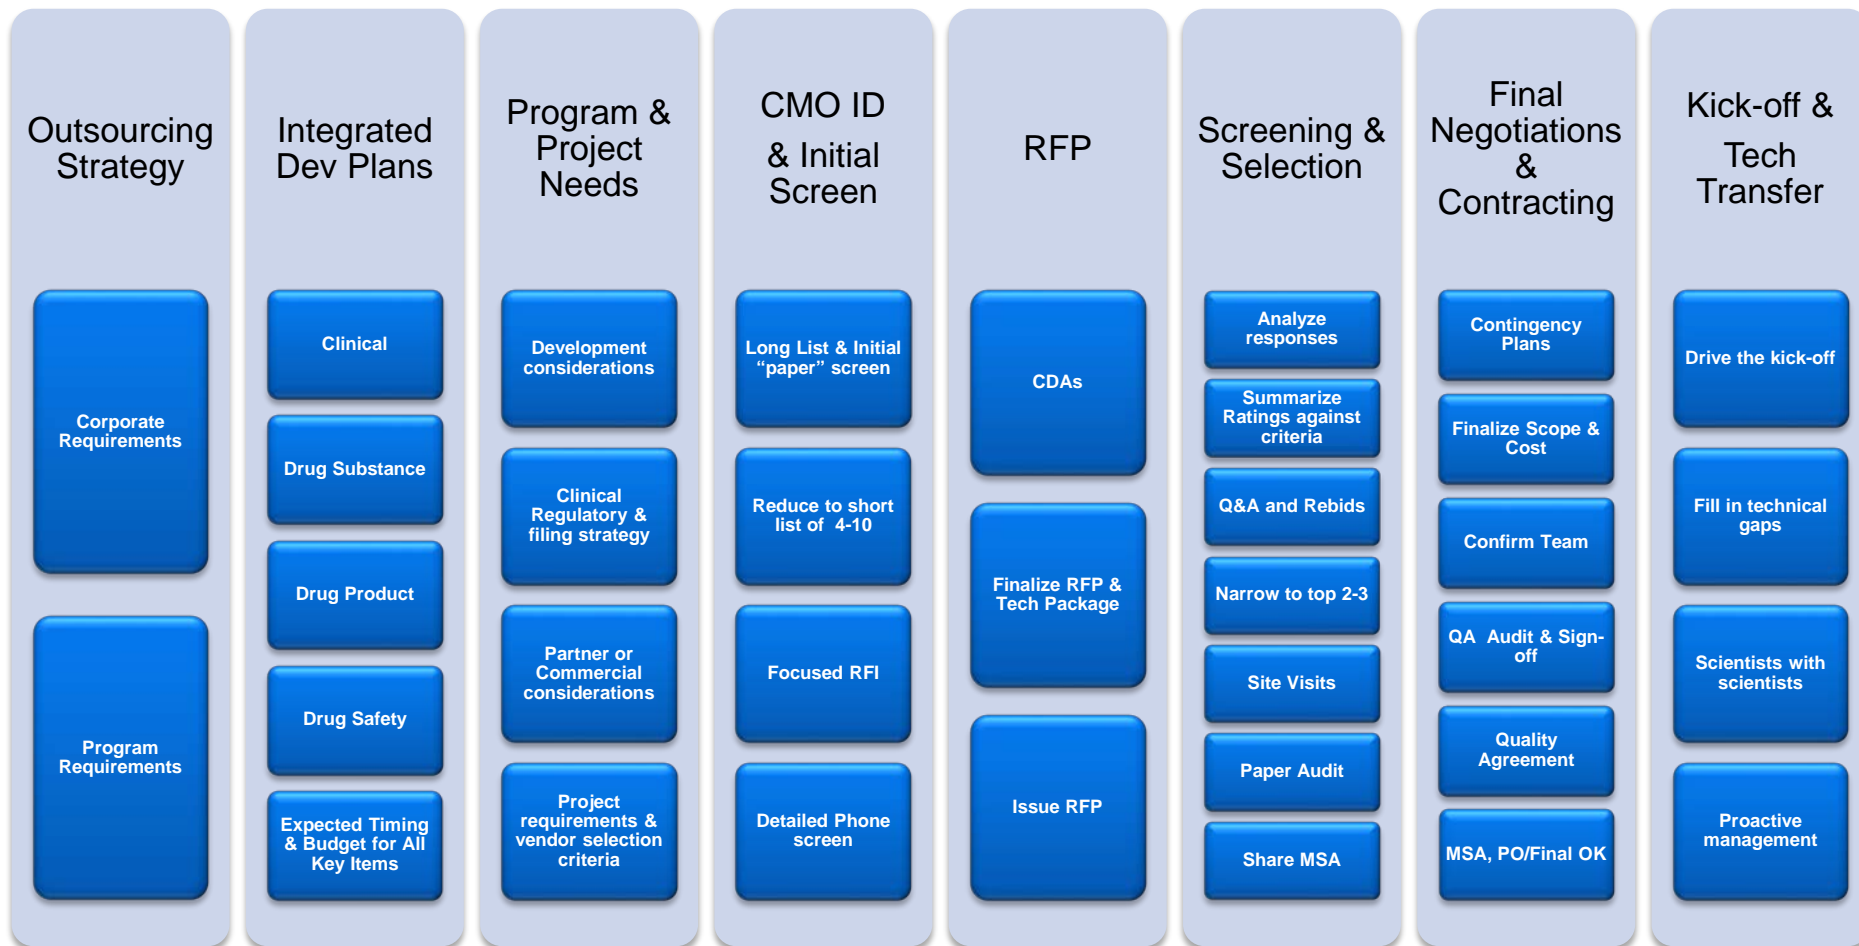 Outsourcing
Strategy
Corporate
Requirements
Program
Requirements
Integrated
Dev Plans
Clinical
Drug Substance
Drug Product
Drug Safety
Expected Timing
& Budget for All
Key Items
Program &
Project
Needs
Development
considerations
Clinical
Regulatory &
filing strategy
Partner or
Commercial
considerations
Project
requirements &
vendor selection
criteria
CMO ID
& Initial
Screen
Long List & Initial
“paper” screen
Reduce to short
list of 4-10
Focused RFI
Detailed Phone
screen
RFP
CDAs
Finalize RFP &
Tech Package
Issue RFP
Screening &
Selection
Analyze
responses
Summarize
Ratings against
criteria
Q&A and Rebids
Narrow to top 2-3
Site Visits
Paper Audit
Share MSA
Final
Negotiations
&
Contracting
Contingency
Plans
Finalize Scope &
Cost
Confirm Team
QA Audit & Sign-
off
Quality
Agreement
MSA, PO/Final OK
Kick-off &
Tech
Transfer
Drive the kick-off
Fill in technical
gaps
Scientists with
scientists
Proactive
management